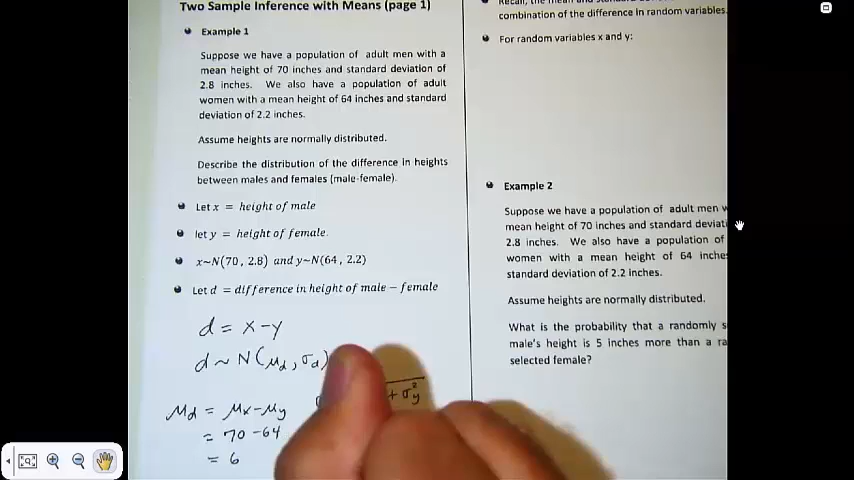 Two Sample Inference with Means (page 1)
Example 1
Suppose we have a population of adult men with a
mean height of 70 inches and standard deviation of
2.8 inches. We also have a population of adult
women with a mean height of 64 inches and standard
deviation of 2.2 inches.
Assume heights are normally distributed.
Describe the distribution of the difference in heights
between males and females (male-female).
Let x = height of male
let y = height of female.
x~N(70, 2.8) and y~N(64, 2.2)
Let d = difference in height of male − female
d = x-y
d ~ N(μd, σd)
μd = μx-μy
= 70-64
= 6
+ σy²
combination of the difference in random variables.
For random variables x and y:
Example 2
Suppose we have a population of adult men
mean height of 70 inches and standard
2.8 inches. We also have a population of
women with a mean height of 64
standard deviation of 2.2 inches.
Assume heights are normally distributed.
What is the probability that a randomly
male's height is 5 inches more than a
selected female?